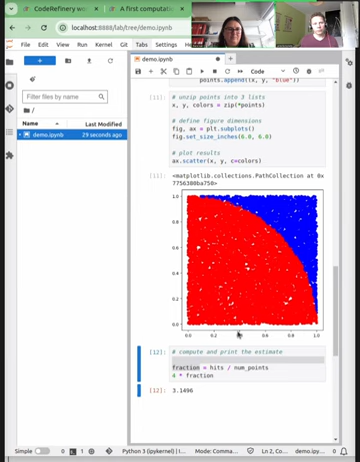 CodeRefinery wo
A first computati
localhost:8888/lab/tree/demo.ipynb
File Edit View Run Kernel Git Tabs Settings Help
demo.ipynb
Code
Filter files by name
/
Name Last Modified
demo.ipynb 29 seconds ago
points.append(x, y, "blue"))
[11]: # unzip points into 3 lists
x, y, colors = zip(*points)
# define figure dimensions
fig, ax = plt.subplots()
fig.set_size_inches(6.0, 6.0)
# plot results
ax.scatter(x, y, c=colors)
[11]: <matplotlib.collections.PathCollection at 0x
7756380ba750>
1.0
0.8
0.6
0.4
0.2
0.0
0.0 0.2 0.4 0.6 0.8 1.0
[12]: # compute and print the estimate
fraction = hits / num_points
4 * fraction
[12]: 3.1496
Simple 0 1 Python 3 (ipykernel) | Idle Mode: Comma... Ln 2, Co... demo.ipy... 0